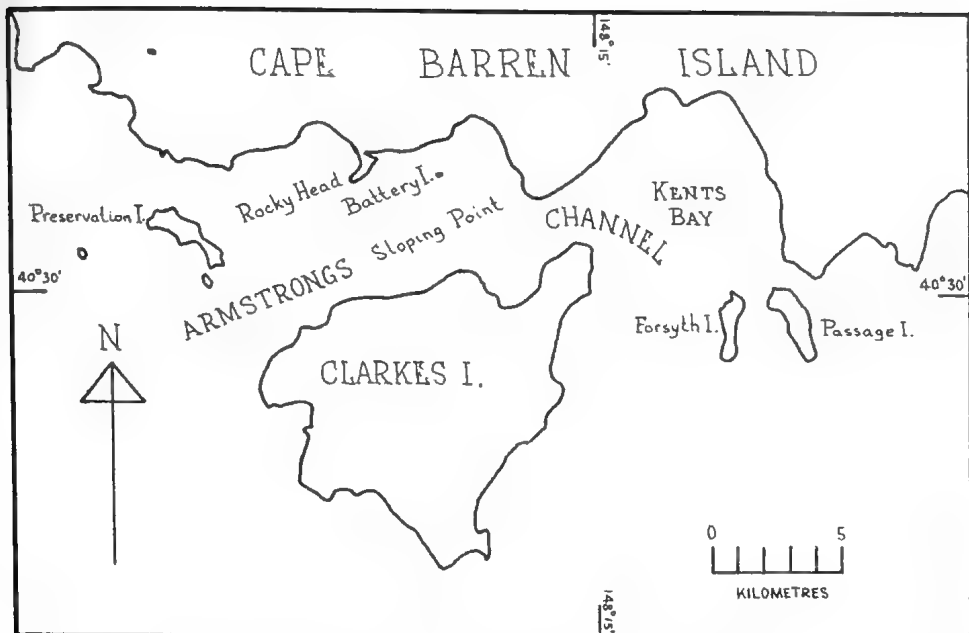 148° 15'
CAPE BARREN ISLAND
Rocky Head
Battery I.
KENTS
BAY
Preservation I.
Sloping Point
ARMSTRONGS CHANNEL
40° 30'
40° 30'
N
Forsyth I.
Passage I.
CLARKES I.
0 5
KILOMETRES
148° 15'